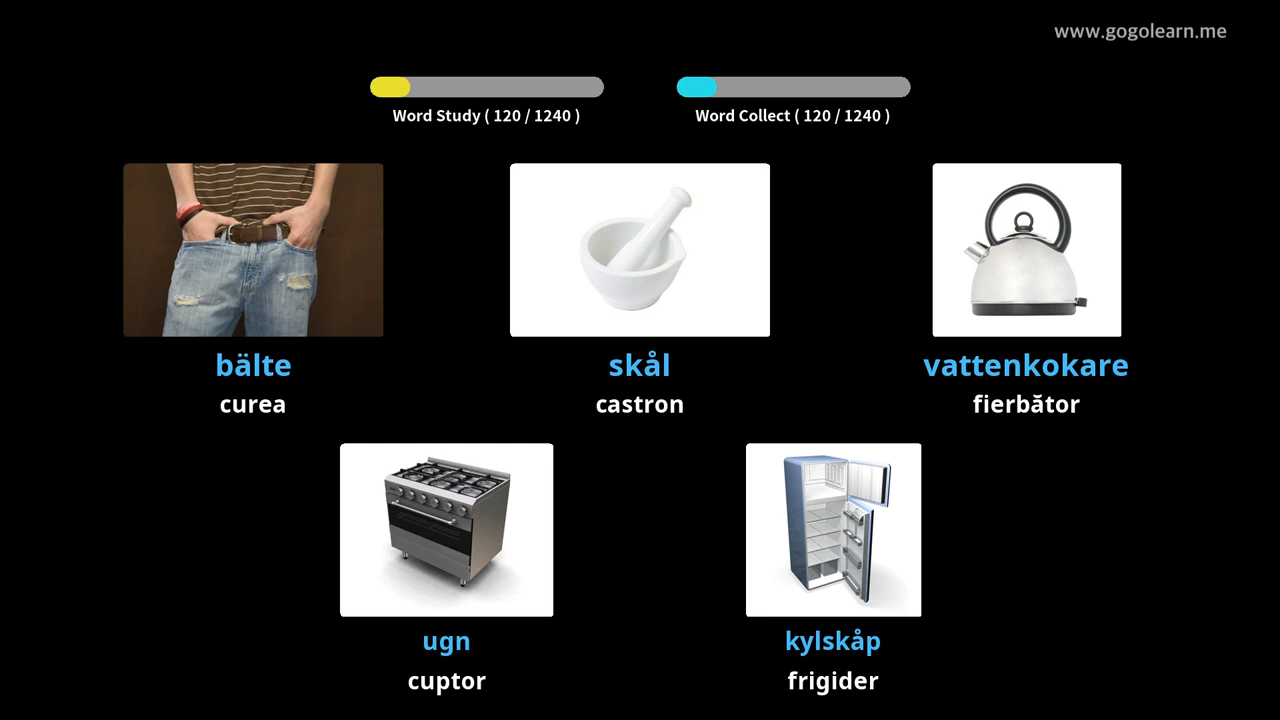 www.gogolearn.me
Word Study ( 120 / 1240 )
Word Collect ( 120 / 1240 )
bälte
curea
skål
castron
vattenkokare
fierbător
ugn
cuptor
kylskåp
frigider